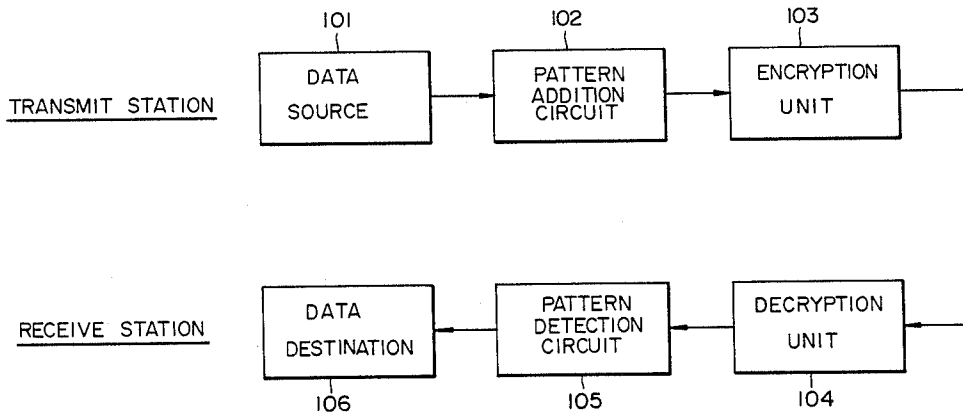 101
102
103
TRANSMIT STATION
DATA
SOURCE
PATTERN
ADDITION
CIRCUIT
ENCRYPTION
UNIT
RECEIVE STATION
DATA
DESTINATION
PATTERN
DETECTION
CIRCUIT
DECRYPTION
UNIT
106
105
104